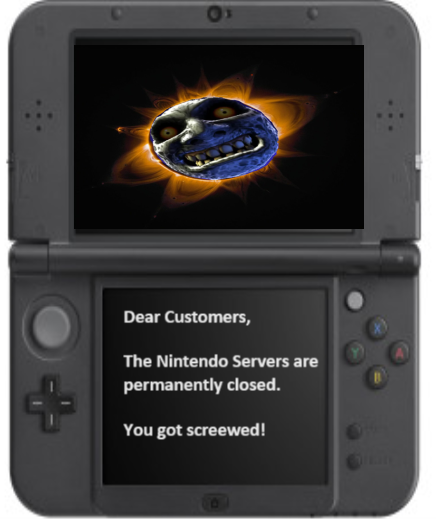 Dear Customers,
The Nintendo Servers are
permanently closed.
You got screewed!
X
Y
A
B